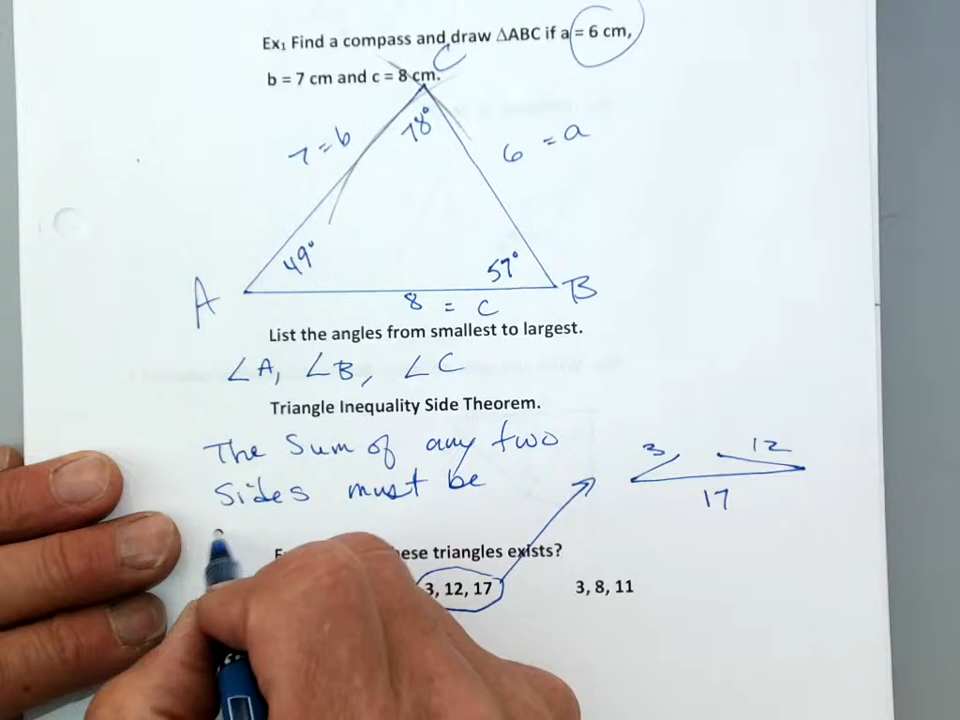 Ex₁ Find a compass and draw △ABC if a = 6 cm,
b = 7 cm and c = 8 cm.
C
78°
7 = b
6 = a
49°
57°
A
B
8 = C
List the angles from smallest to largest.
∠A, ∠B, ∠C
Triangle Inequality Side Theorem.
The Sum of any two
Sides must be
3
12
17
triangles exists?
3, 12, 17
3, 8, 11